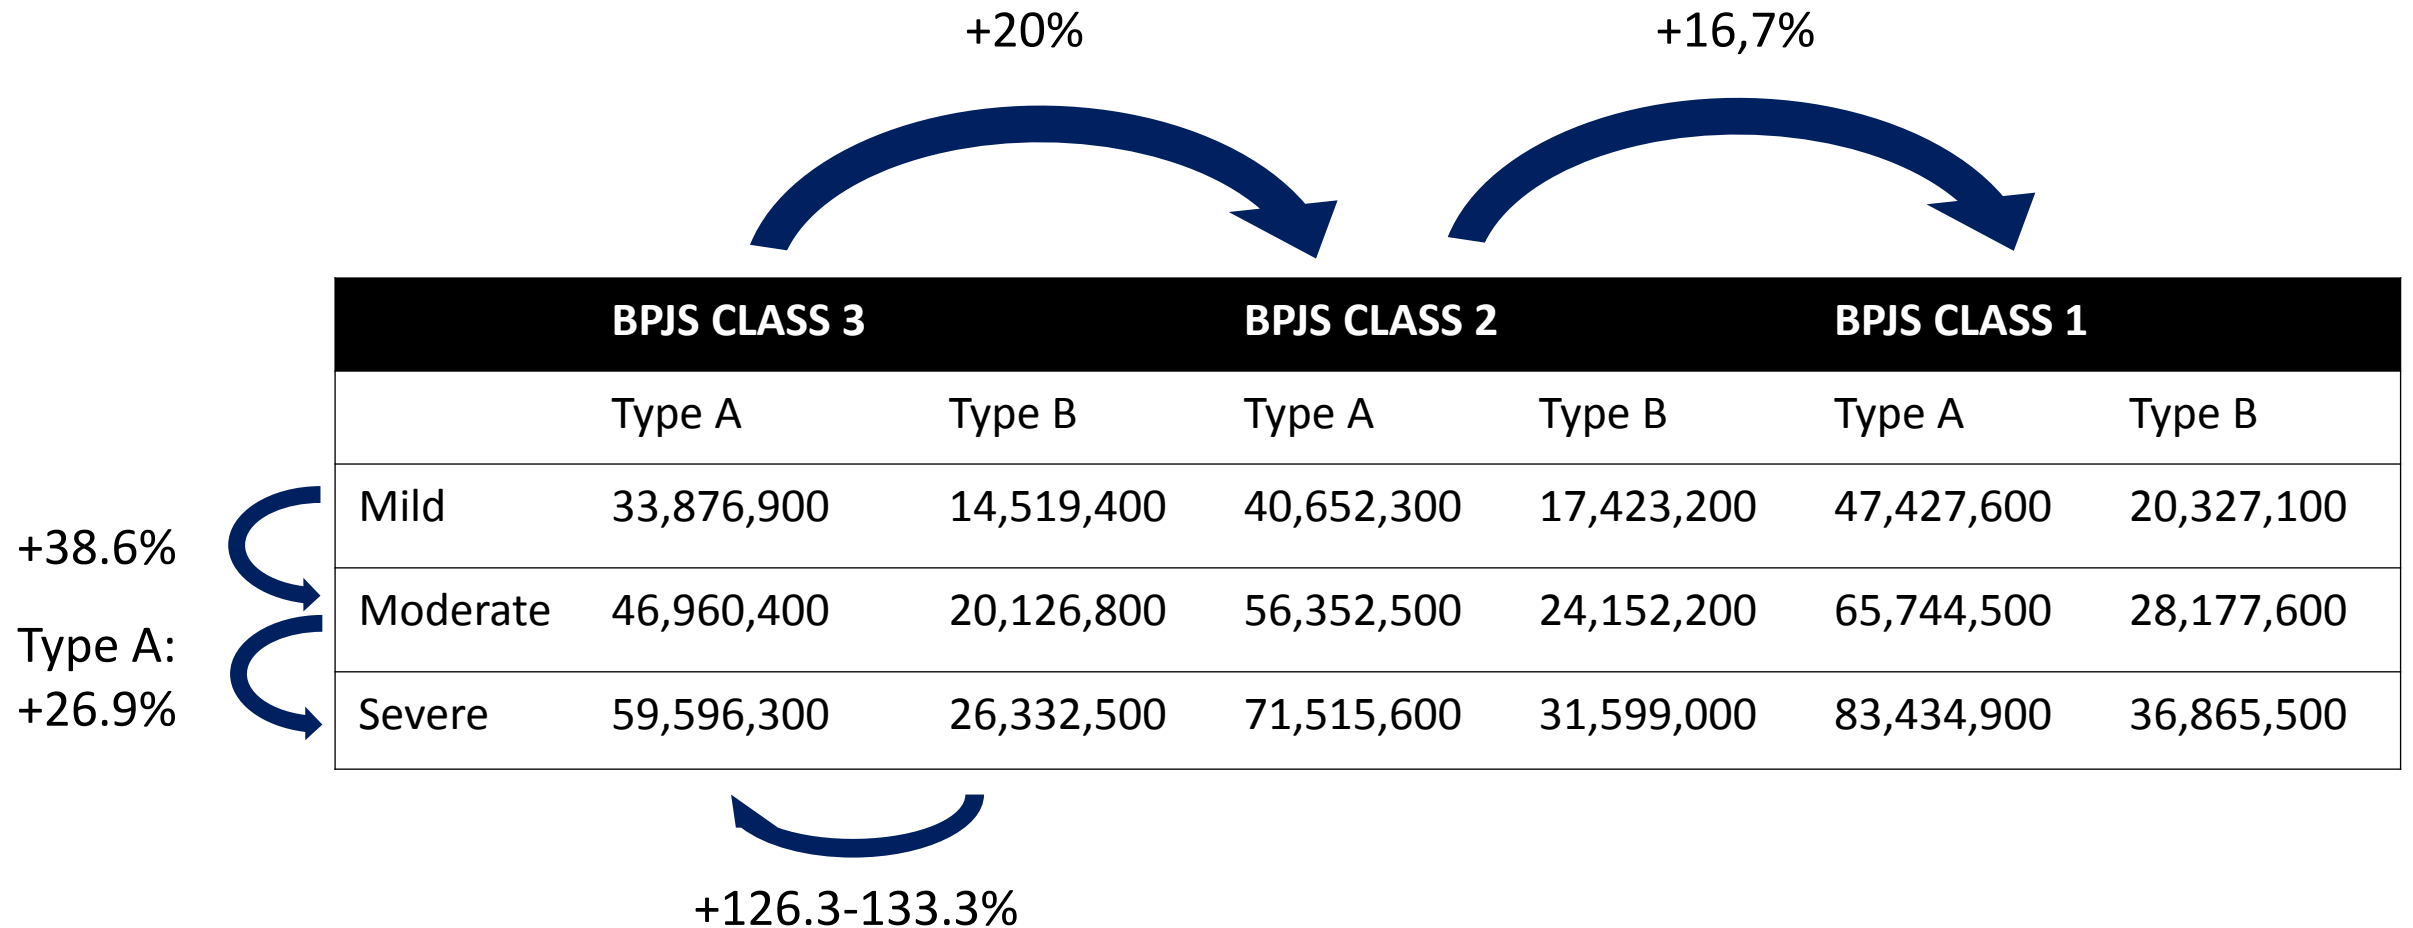 +20% +16,7%
BPJS CLASS 3 BPJS CLASS 2 BPJS CLASS 1
Type A Type B Type A Type B Type A Type B
Mild 33,876,900 14,519,400 40,652,300 17,423,200 47,427,600 20,327,100
+38.6%
Moderate 46,960,400 20,126,800 56,352,500 24,152,200 65,744,500 28,177,600
Type A:
+26.9%
Severe 59,596,300 26,332,500 71,515,600 31,599,000 83,434,900 36,865,500
+126.3-133.3%